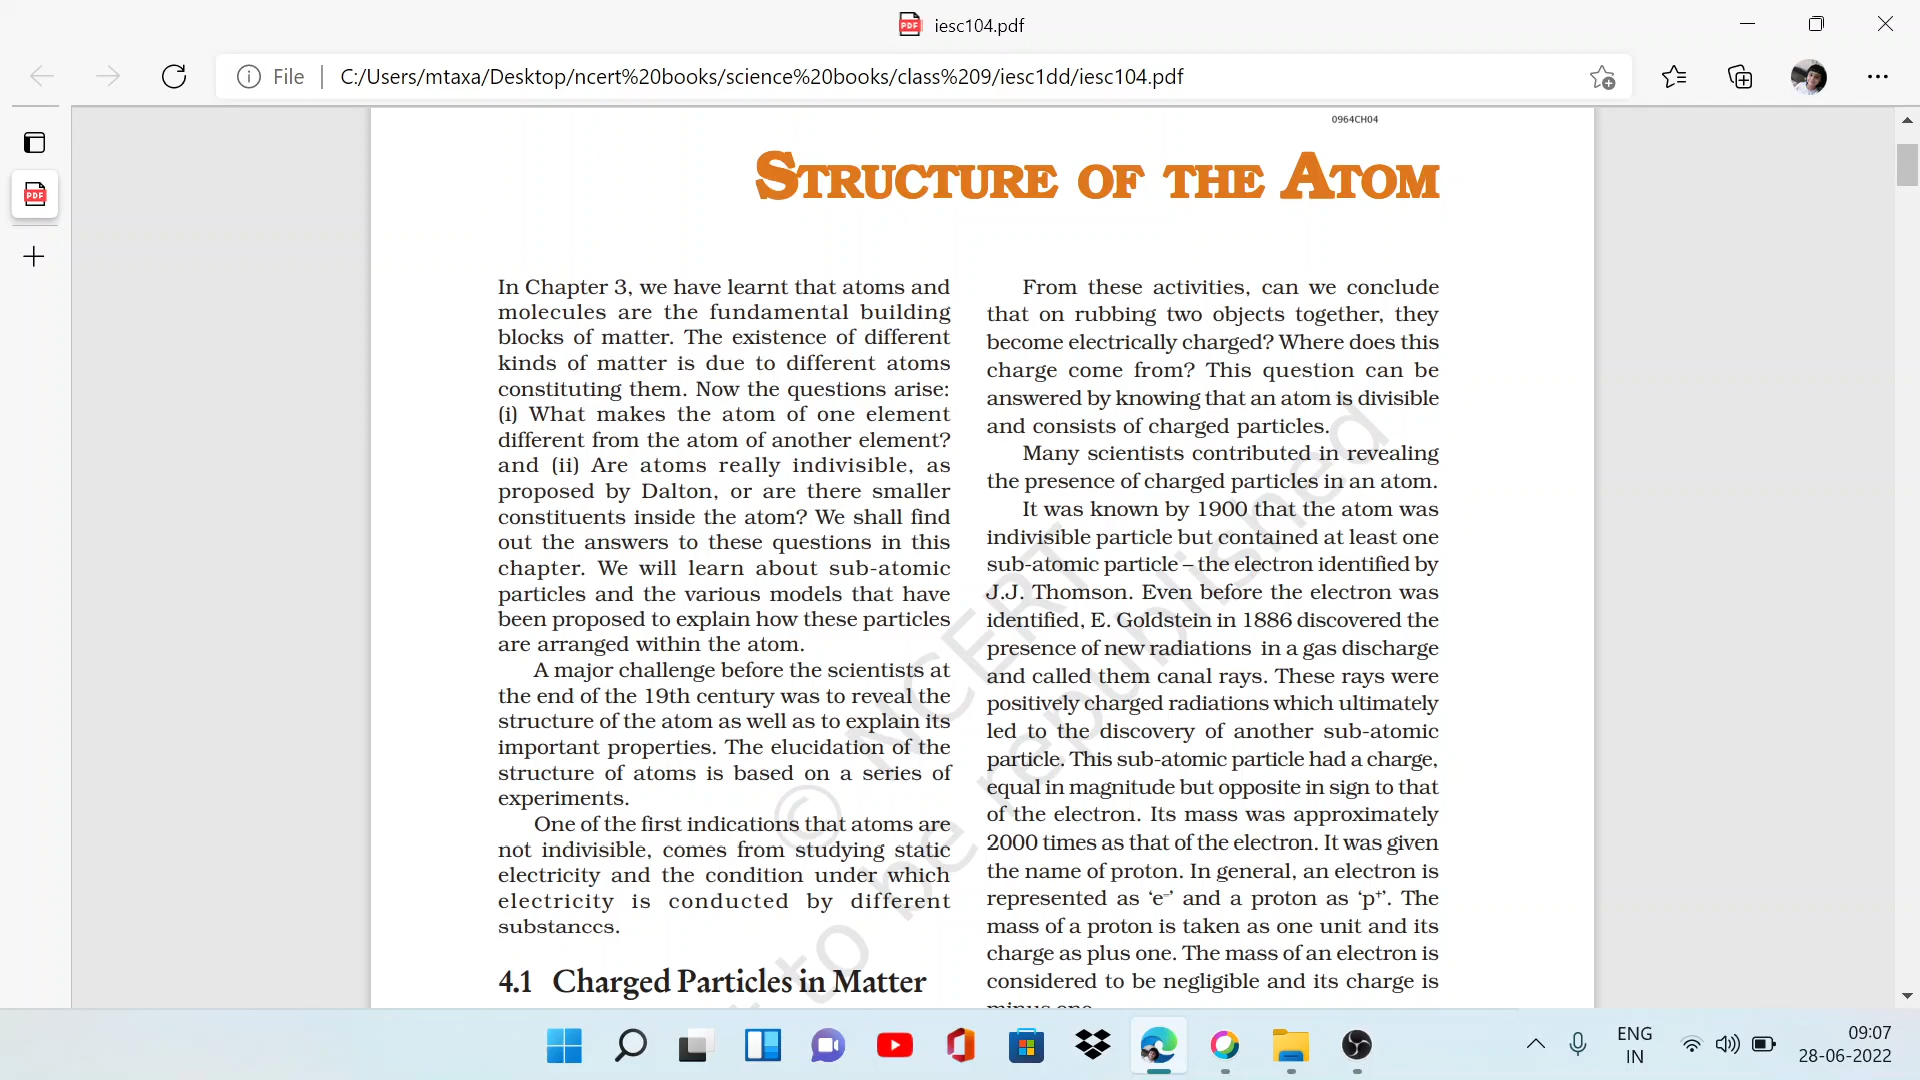 iesc104.pdf
File
C:/Users/mtaxa/Desktop/ncert%20books/science%20books/class%209/iesc1dd/iesc104.pdf
0964CH04
STRUCTURE OF THE ATOM
In Chapter 3, we have learnt that atoms and
molecules are the fundamental building
blocks of matter. The existence of different
kinds of matter is due to different atoms
constituting them. Now the questions arise:
(i) What makes the atom of one element
different from the atom of another element?
and (ii) Are atoms really indivisible, as
proposed by Dalton, or are there smaller
constituents inside the atom? We shall find
out the answers to these questions in this
chapter. We will learn about sub-atomic
particles and the various models that have
been proposed to explain how these particles
are arranged within the atom.
A major challenge before the scientists at
the end of the 19th century was to reveal the
structure of the atom as well as to explain its
important properties. The elucidation of the
structure of atoms is based on a series of
experiments.
One of the first indications that atoms are
not indivisible, comes from studying static
electricity and the condition under which
electricity is conducted by different
substances.
4.1 Charged Particles in Matter
From these activities, can we conclude
that on rubbing two objects together, they
become electrically charged? Where does this
charge come from? This question can be
answered by knowing that an atom is divisible
and consists of charged particles.
Many scientists contributed in revealing
the presence of charged particles in an atom.
It was known by 1900 that the atom was
indivisible particle but contained at least one
sub-atomic particle – the electron identified by
J.J. Thomson. Even before the electron was
identified, E. Goldstein in 1886 discovered the
presence of new radiations in a gas discharge
and called them canal rays. These rays were
positively charged radiations which ultimately
led to the discovery of another sub-atomic
particle. This sub-atomic particle had a charge,
equal in magnitude but opposite in sign to that
of the electron. Its mass was approximately
2000 times as that of the electron. It was given
the name of proton. In general, an electron is
represented as ‘e⁻’ and a proton as ‘p⁺’. The
mass of a proton is taken as one unit and its
charge as plus one. The mass of an electron is
considered to be negligible and its charge is
minus one.
© NCERT
to be republished
ENG
IN
09:07
28-06-2022